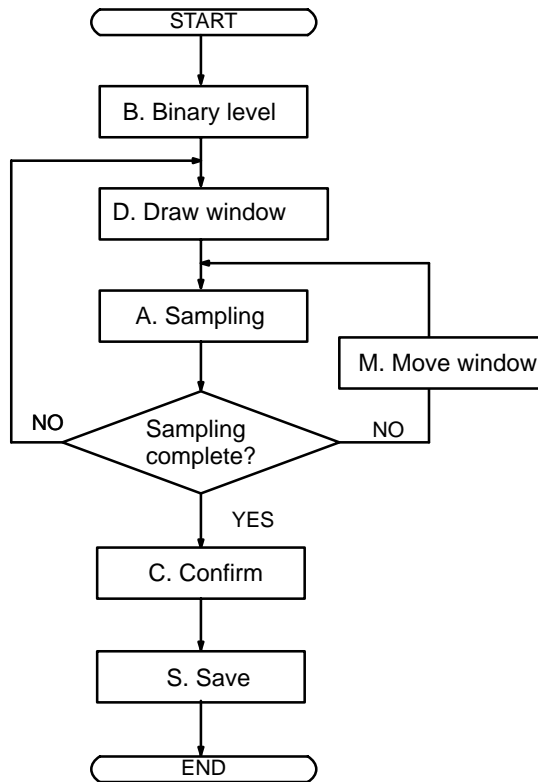 START
B. Binary level
D. Draw window
A. Sampling
M. Move window
NO
Sampling
complete?
NO
YES
C. Confirm
S. Save
END